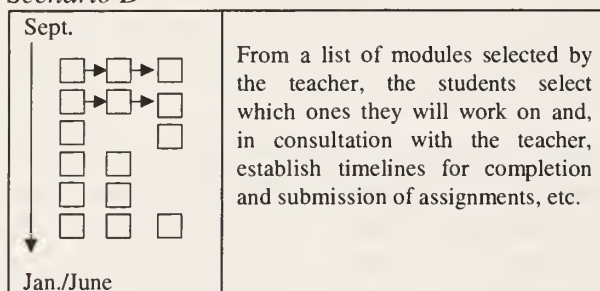 Sept.
Jan./June
From a list of modules selected by
the teacher, the students select
which ones they will work on and,
in consultation with the teacher,
establish timelines for completion
and submission of assignments, etc.